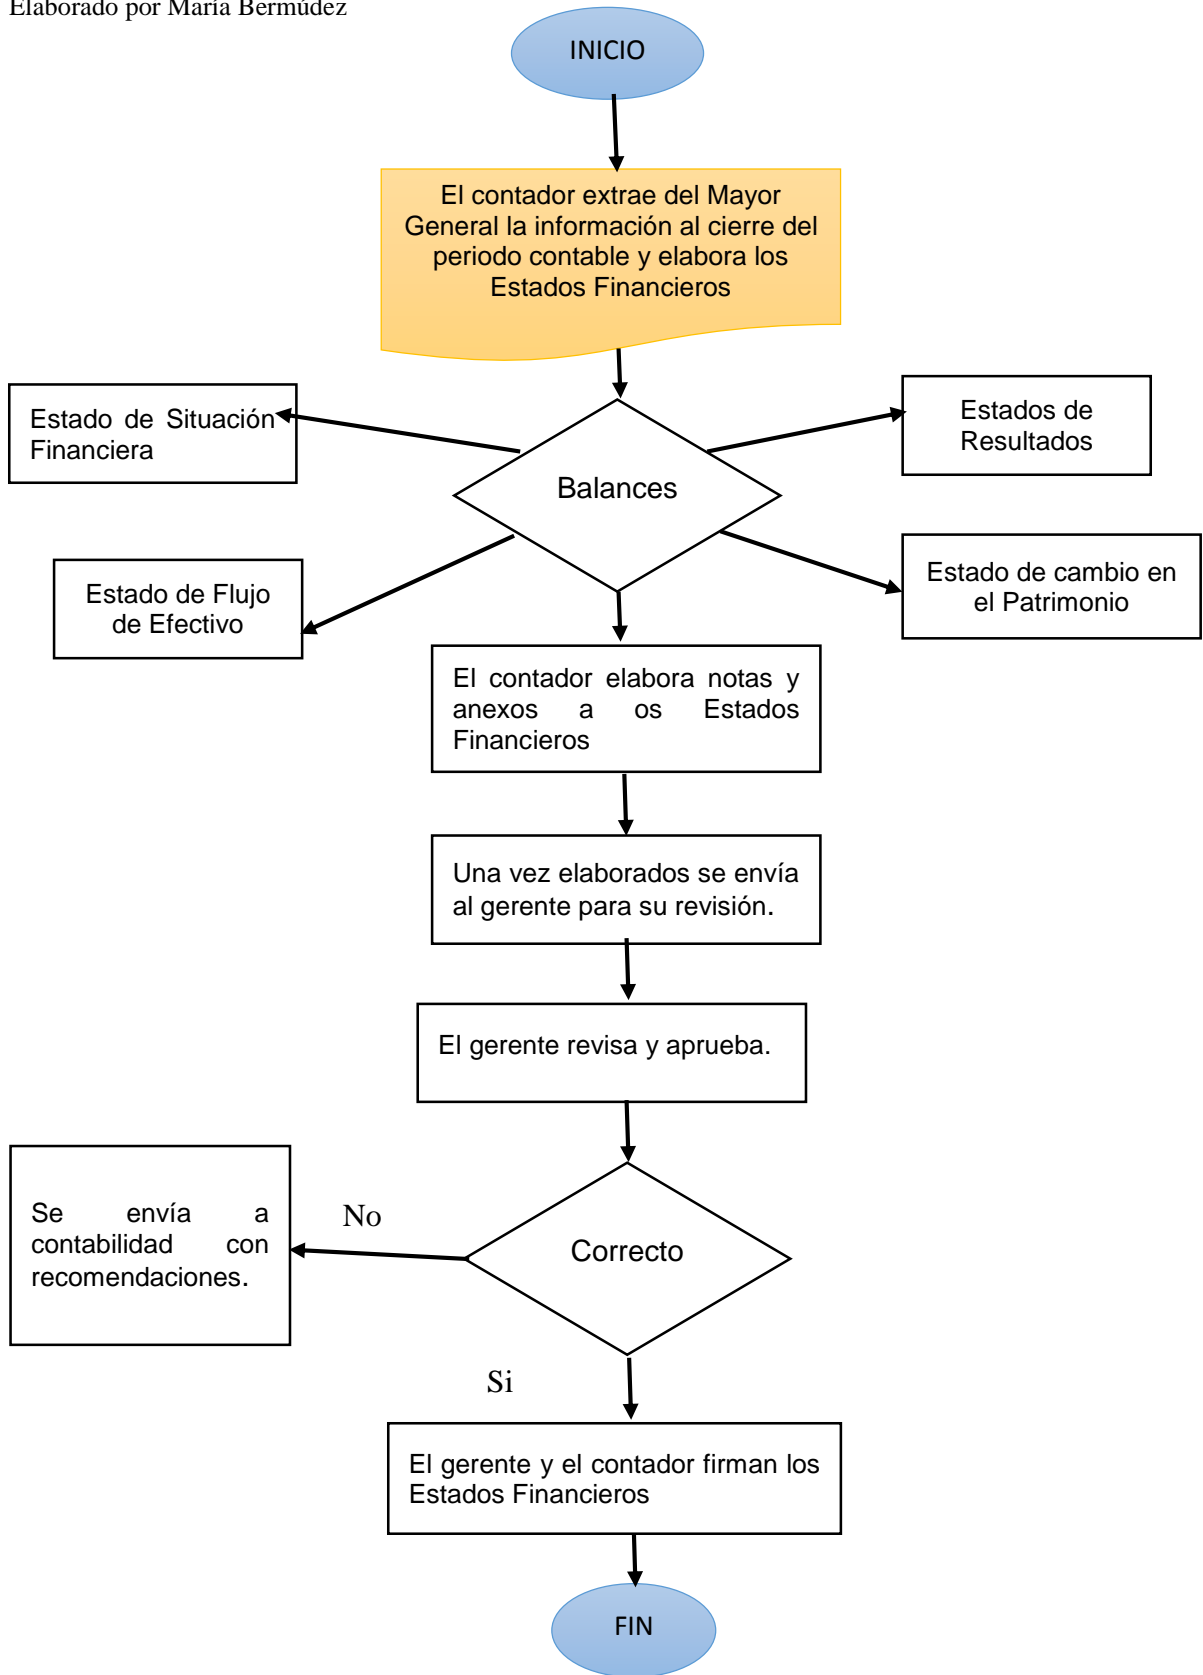 Elaborado por María Bermúdez
INICIO
El contador extrae del Mayor
General la información al cierre del
periodo contable y elabora los
Estados Financieros
Estado de Situación
Financiera
Estados de
Resultados
Balances
Estado de Flujo
de Efectivo
Estado de cambio en
el Patrimonio
El contador elabora notas y
anexos a os Estados
Financieros
Una vez elaborados se envía
al gerente para su revisión.
El gerente revisa y aprueba.
Se envía a
contabilidad con
recomendaciones.
No
Correcto
Si
El gerente y el contador firman los
Estados Financieros
FIN